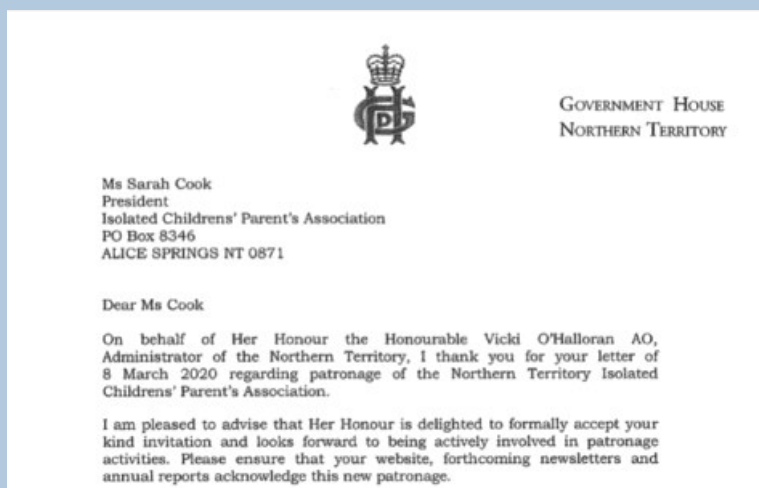 GOVERNMENT HOUSE
NORTHERN TERRITORY
Ms Sarah Cook
President
Isolated Childrens' Parent's Association
PO Box 8346
ALICE SPRINGS NT 0871
Dear Ms Cook
On behalf of Her Honour the Honourable Vicki O'Halloran AO,
Administrator of the Northern Territory, I thank you for your letter of
8 March 2020 regarding patronage of the Northern Territory Isolated
Childrens' Parent's Association.
I am pleased to advise that Her Honour is delighted to formally accept your
kind invitation and looks forward to being actively involved in patronage
activities. Please ensure that your website, forthcoming newsletters and
annual reports acknowledge this new patronage.